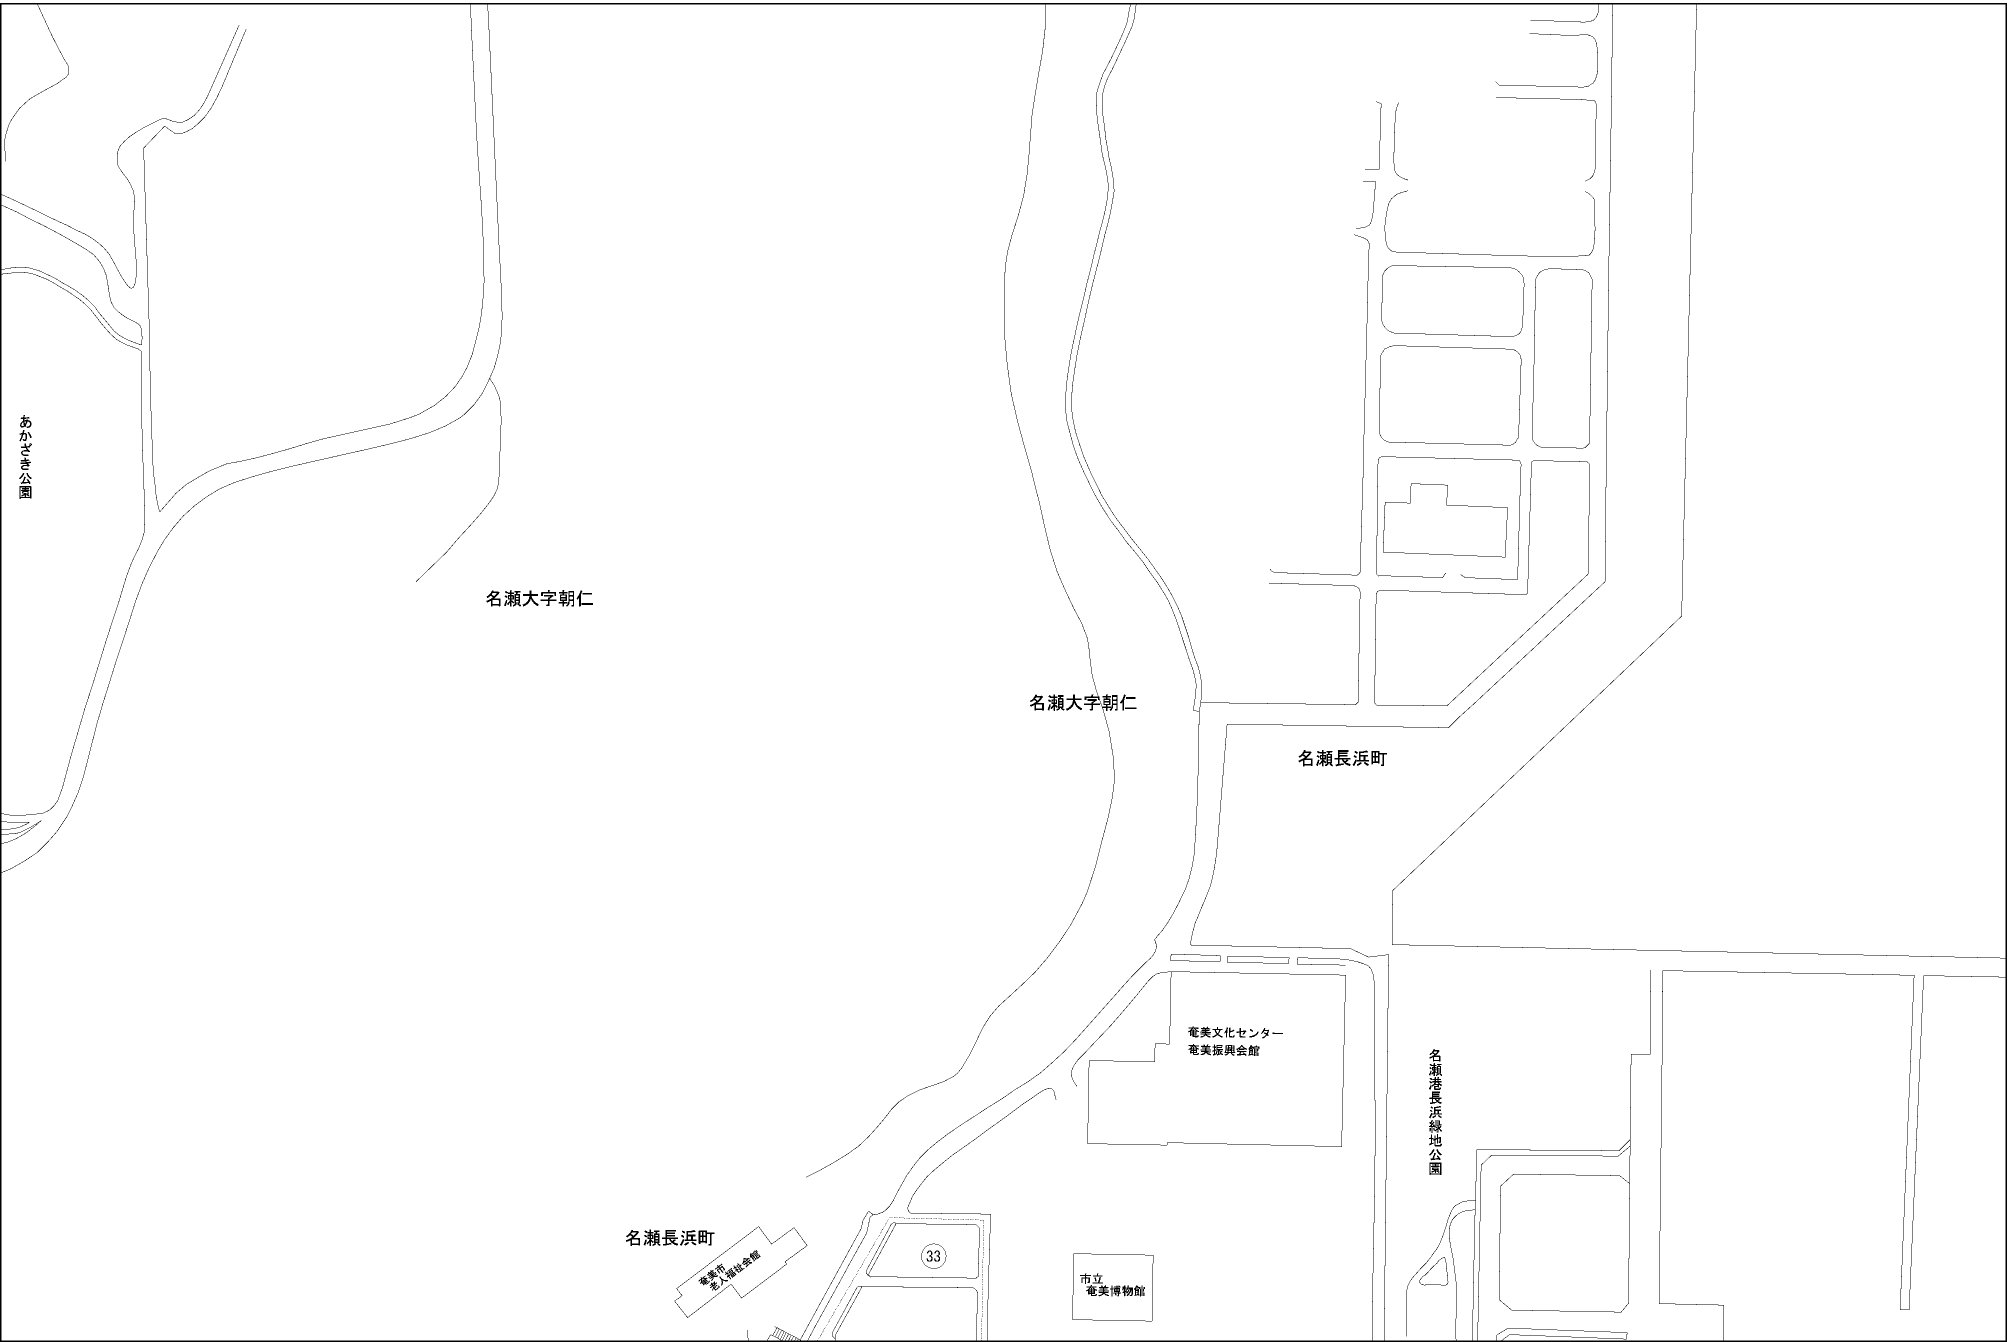 あかざき公園
名瀬大字朝仁
名瀬大字朝仁
名瀬長浜町
奄美文化センター
奄美振興会館
名瀬港長浜緑地公園
名瀬長浜町
奄美市
老人福祉会館
33
市立
奄美博物館